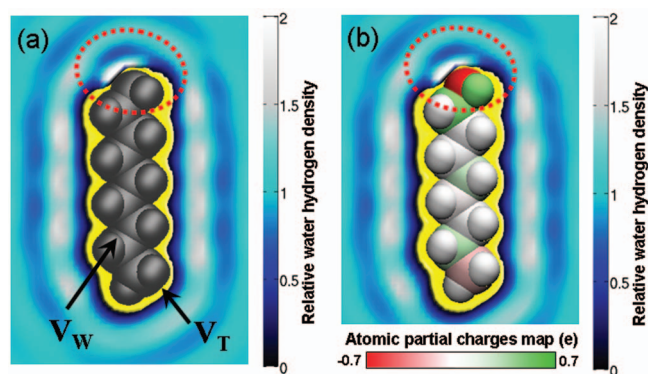 (a)
V_W
V_T
2
1.5
1
0.5
0
Relative water hydrogen density
(b)
2
1.5
1
0.5
0
Relative water hydrogen density
Atomic partial charges map (e)
-0.7
0.7